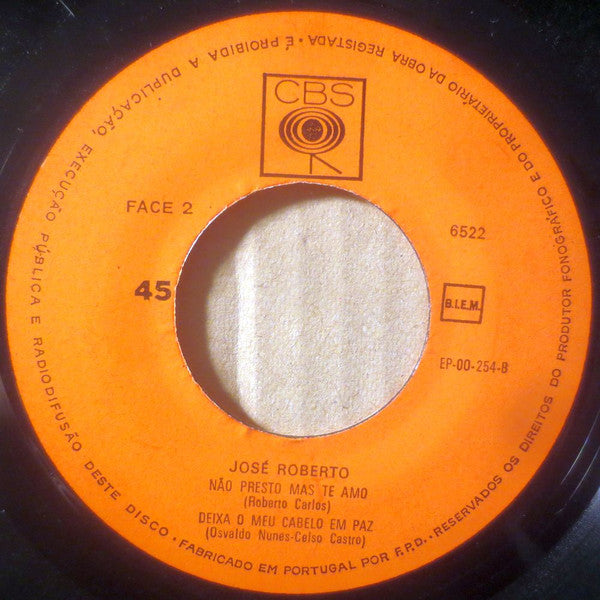 CBS
FACE 2
6522
45
B.I.E.M.
EP-00-254-B
JOSÉ ROBERTO
NÃO PRESTO MAS TE AMO
(Roberto Carlos)
DEIXA O MEU CABELO EM PAZ
(Osvaldo Nunes-Celso Castro)
• RESERVADOS OS DIREITOS DO PRODUTOR FONOGRÁFICO E DO PROPRIETÁRIO DA OBRA REGISTADA • É PROIBIDA A DUPLICAÇÃO, EXECUÇÃO PÚBLICA E RADIODIFUSÃO DESTE DISCO. • FABRICADO EM PORTUGAL POR F.P.D.